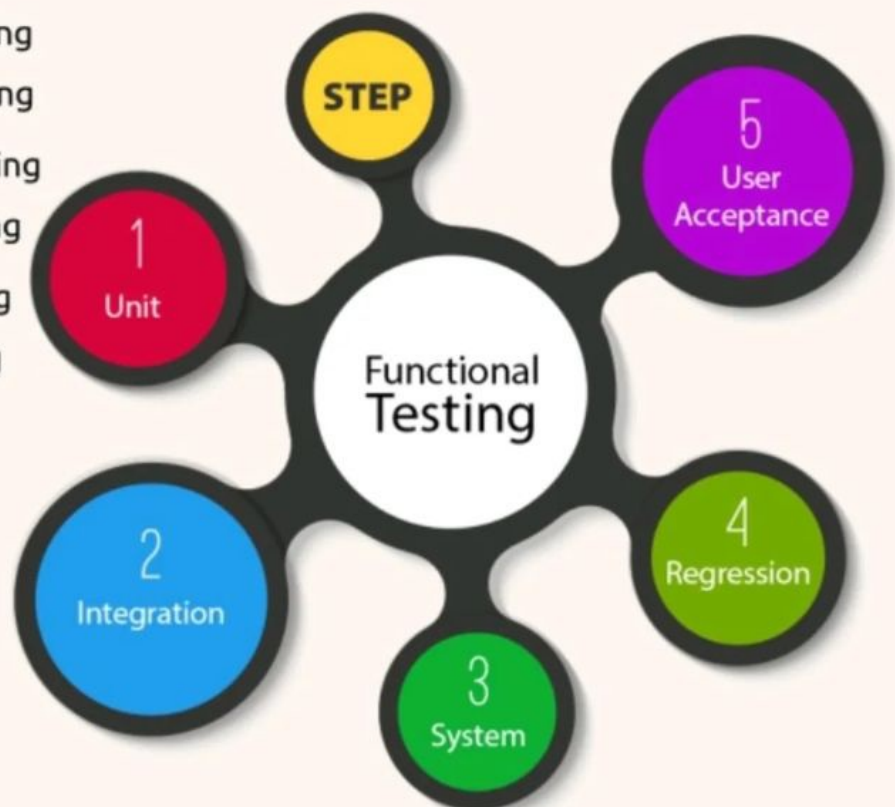 STEP
1
Unit
2
Integration
3
System
4
Regression
5
User
Acceptance
Functional
Testing